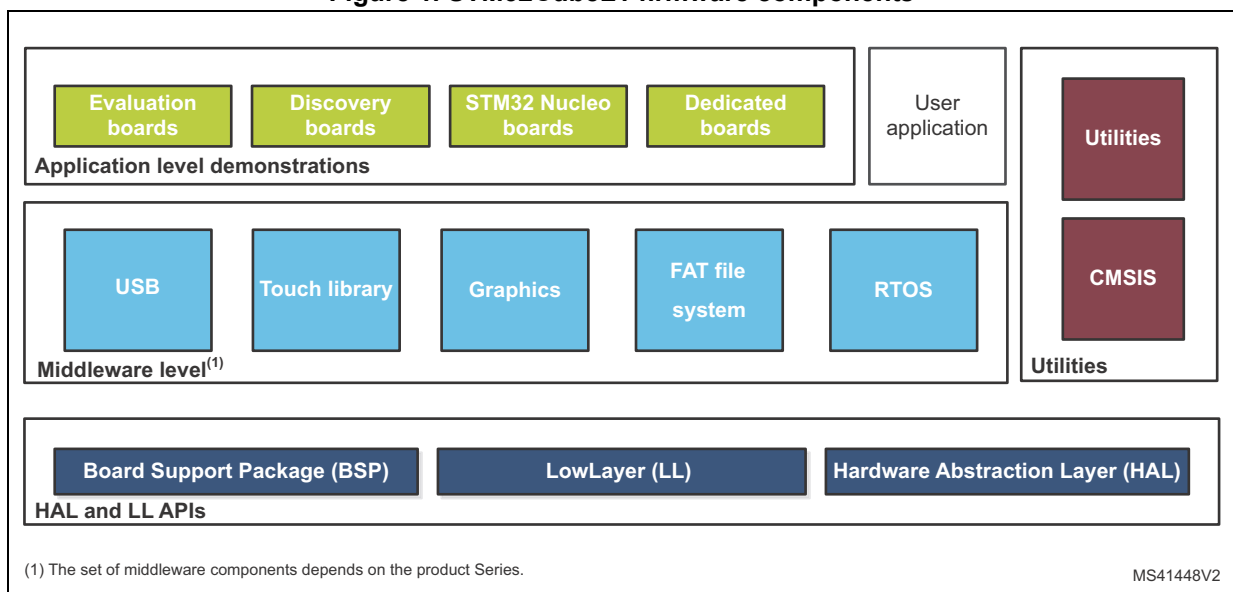 Evaluation
boards
Discovery
boards
STM32 Nucleo
boards
Dedicated
boards
Application level demonstrations
User
application
Utilities
CMSIS
Utilities
USB
Touch library
Graphics
FAT file
system
RTOS
Middleware level(1)
Board Support Package (BSP)
LowLayer (LL)
Hardware Abstraction Layer (HAL)
HAL and LL APIs
(1) The set of middleware components depends on the product Series.
MS41448V2